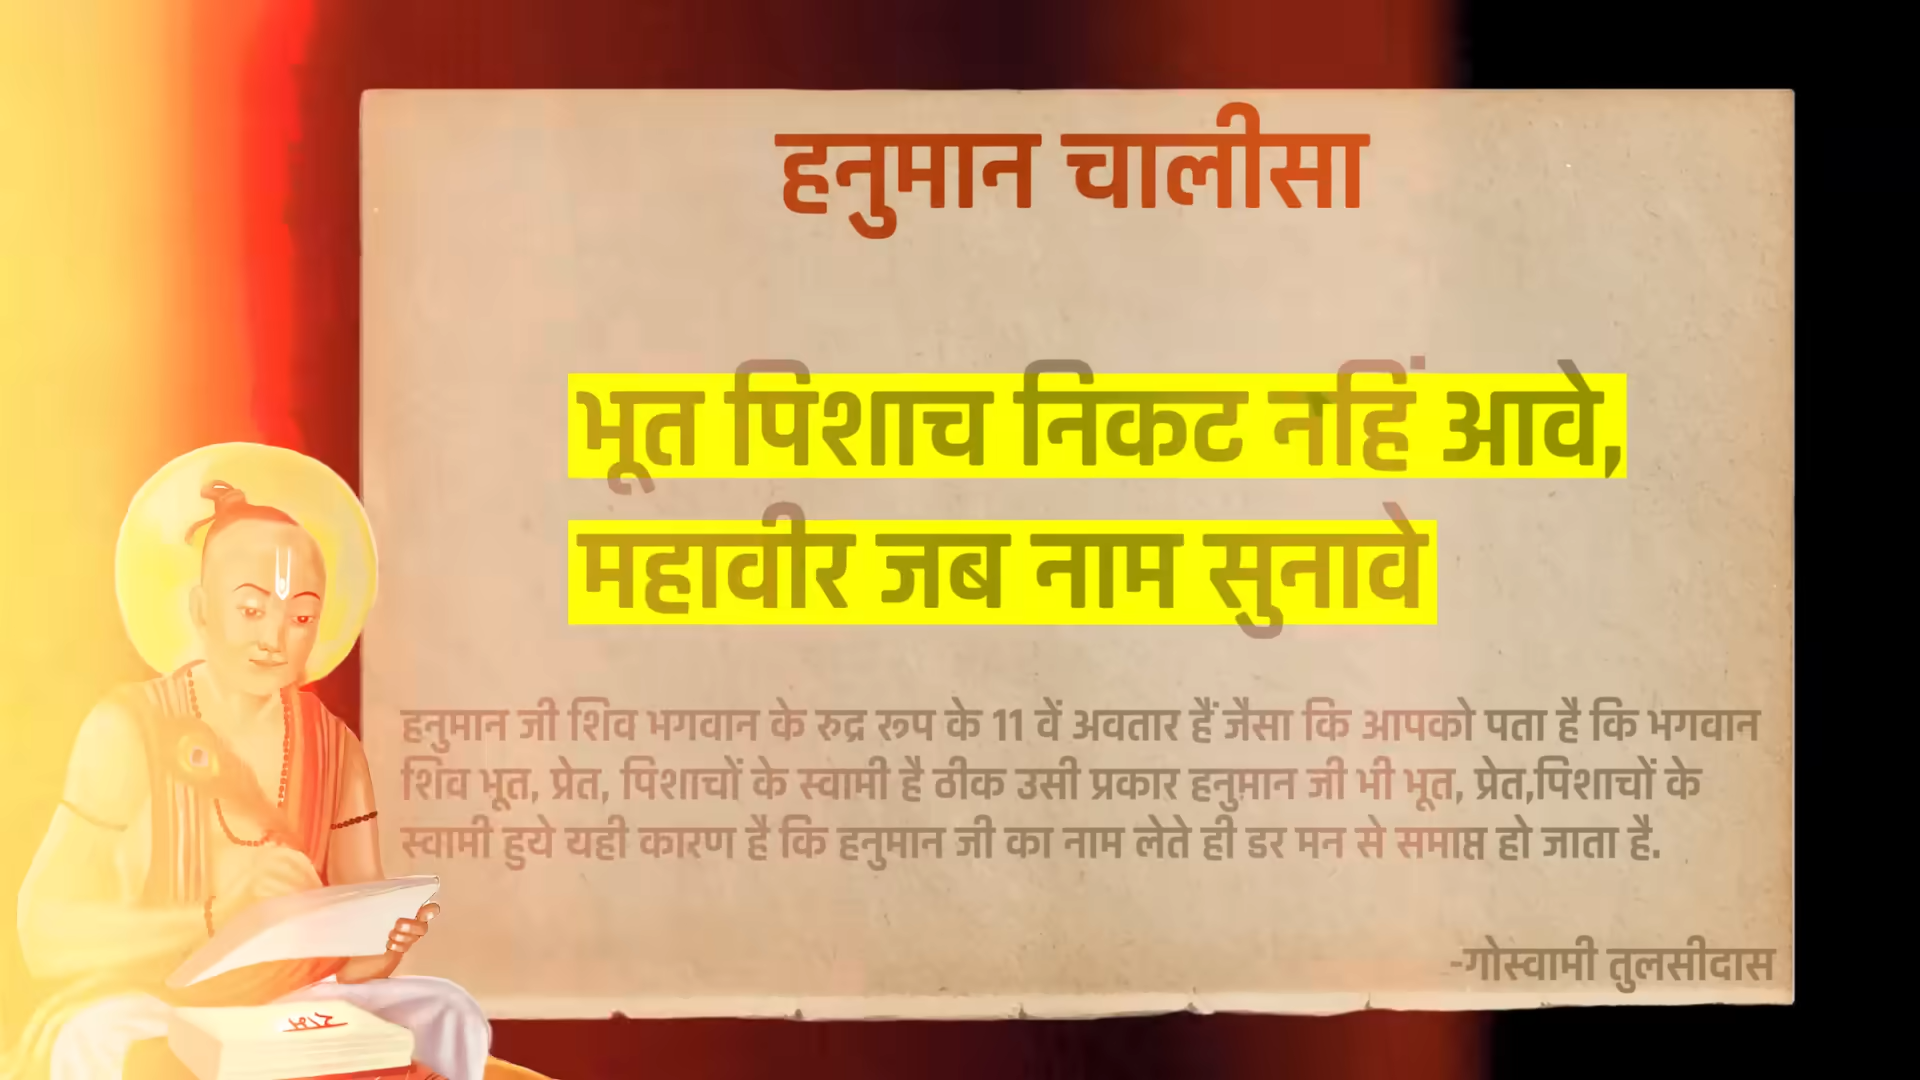 हनुमान चालीसा
भूत पिशाच निकट नहिं आवे,
महावीर जब नाम सुनावे
हनुमान जी शिव भगवान के रुद्र रूप के 11 वें अवतार हैं जैसा कि आपको पता है कि भगवान
शिव भूत, प्रेत, पिशाचों के स्वामी है ठीक उसी प्रकार हनुमान जी भी भूत, प्रेत,पिशाचों के
स्वामी हुये यही कारण है कि हनुमान जी का नाम लेते ही डर मन से समाप्त हो जाता है.
-गोस्वामी तुलसीदास